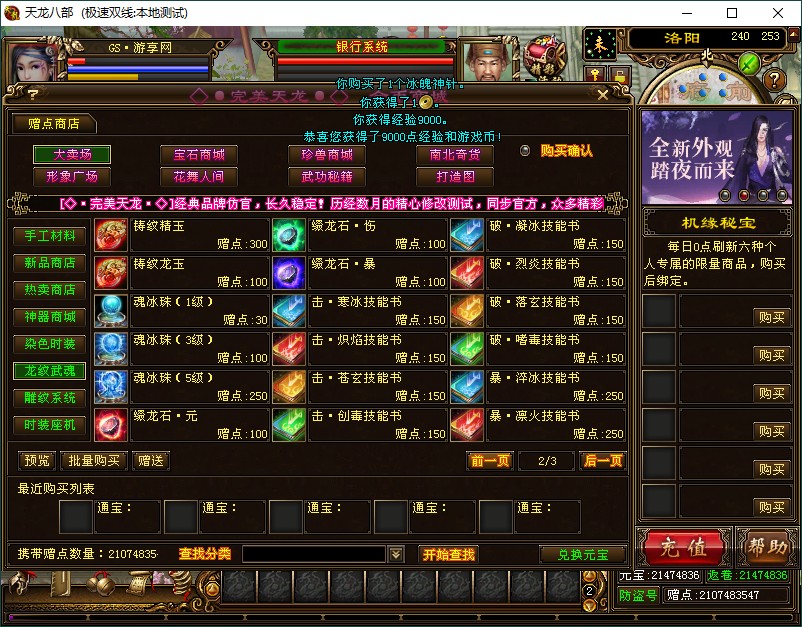 天龙八部 (极速双线:本地测试)
GS·游享网
银行系统
未
洛阳
240 253
北
你购买了1个冰魄神针。
你获得了1
你获得经验9000。
恭喜您获得了9000点经验和游戏币！
◇●完美天龙●◇
?
赠点商店
大卖场
宝石商城
珍兽商城
南北奇货
购买确认
形象广场
花舞人间
武功秘籍
打造图
[◇·完美天龙·◇]经典品牌仿官，长久稳定！历经数月的精心修改测试，同步官方，众多精彩
手工材料
新品商店
热卖商店
神器商城
染色时装
龙纹武魂
雕纹系统
时装座机
铸纹精玉
赠点:300
缀龙石·伤
赠点:100
破·凝冰技能书
赠点:150
铸纹龙玉
赠点:100
缀龙石·暴
赠点:100
破·烈炎技能书
赠点:150
魂冰珠（1级）
赠点:30
击·寒冰技能书
赠点:150
破·落玄技能书
赠点:150
魂冰珠（3级）
赠点:100
击·炽焰技能书
赠点:150
破·嗜毒技能书
赠点:150
魂冰珠（5级）
赠点:250
击·苍玄技能书
赠点:150
暴·淬冰技能书
赠点:250
缀龙石·元
赠点:100
击·创毒技能书
赠点:150
暴·凛火技能书
赠点:250
预览
批量购买
赠送
前一页
2/3
后一页
最近购买列表
通宝：
通宝：
通宝：
通宝：
通宝：
携带赠点数量：21074835
查找分类
开始查找
兑换元宝
全新外观
踏夜而来
机缘秘宝
每日0点刷新六种个
人专属的限量商品，购买
后绑定。
购买
购买
购买
购买
购买
购买
充值
帮助
元宝:21474836
返卷:21474836
防盗号
赠点:2107483547
2